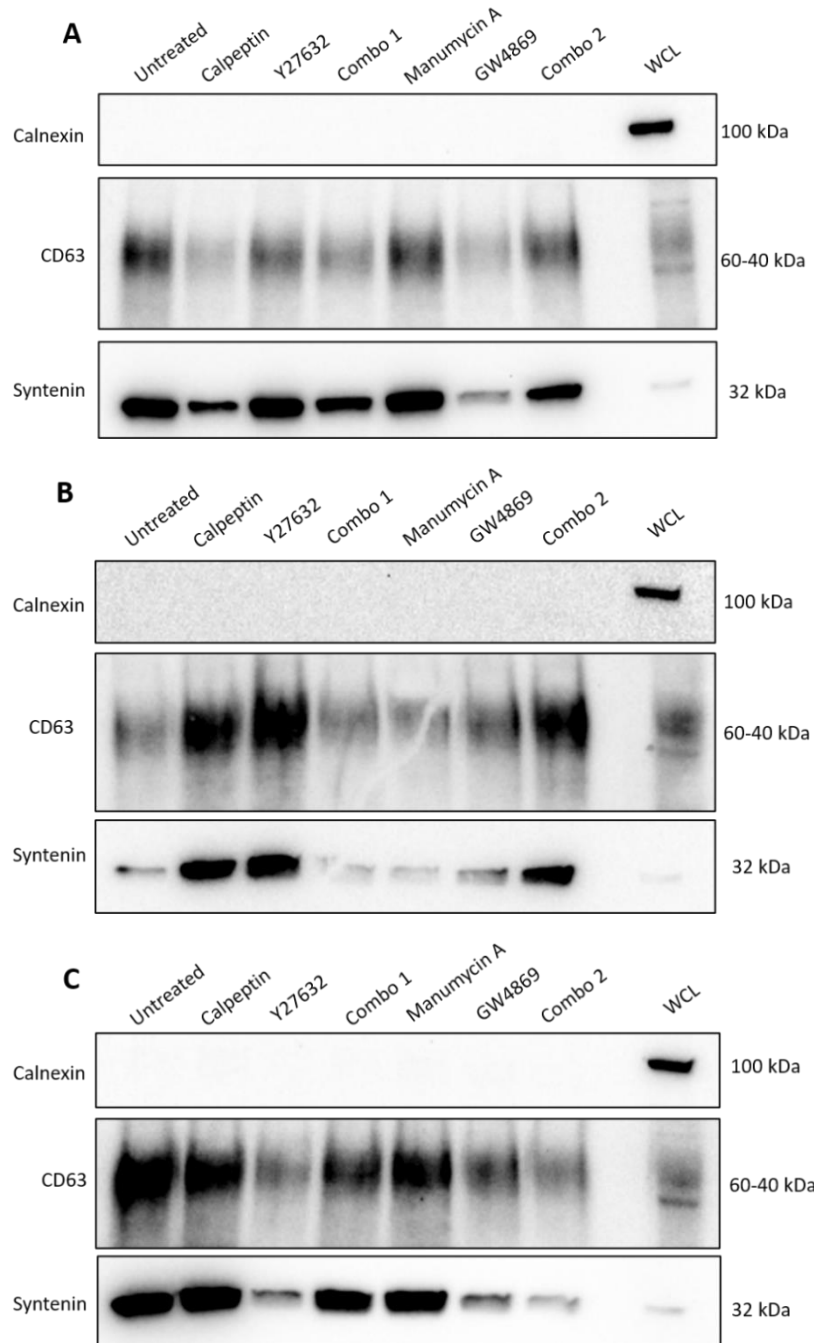 A
Untreated Calpeptin Y27632 Combo 1 Manumycin A GW4869 Combo 2 WCL
Calnexin 100 kDa
CD63 60-40 kDa
Syntenin 32 kDa
B
Untreated Calpeptin Y27632 Combo 1 Manumycin A GW4869 Combo 2 WCL
Calnexin 100 kDa
CD63 60-40 kDa
Syntenin 32 kDa
C
Untreated Calpeptin Y27632 Combo 1 Manumycin A GW4869 Combo 2 WCL
Calnexin 100 kDa
CD63 60-40 kDa
Syntenin 32 kDa